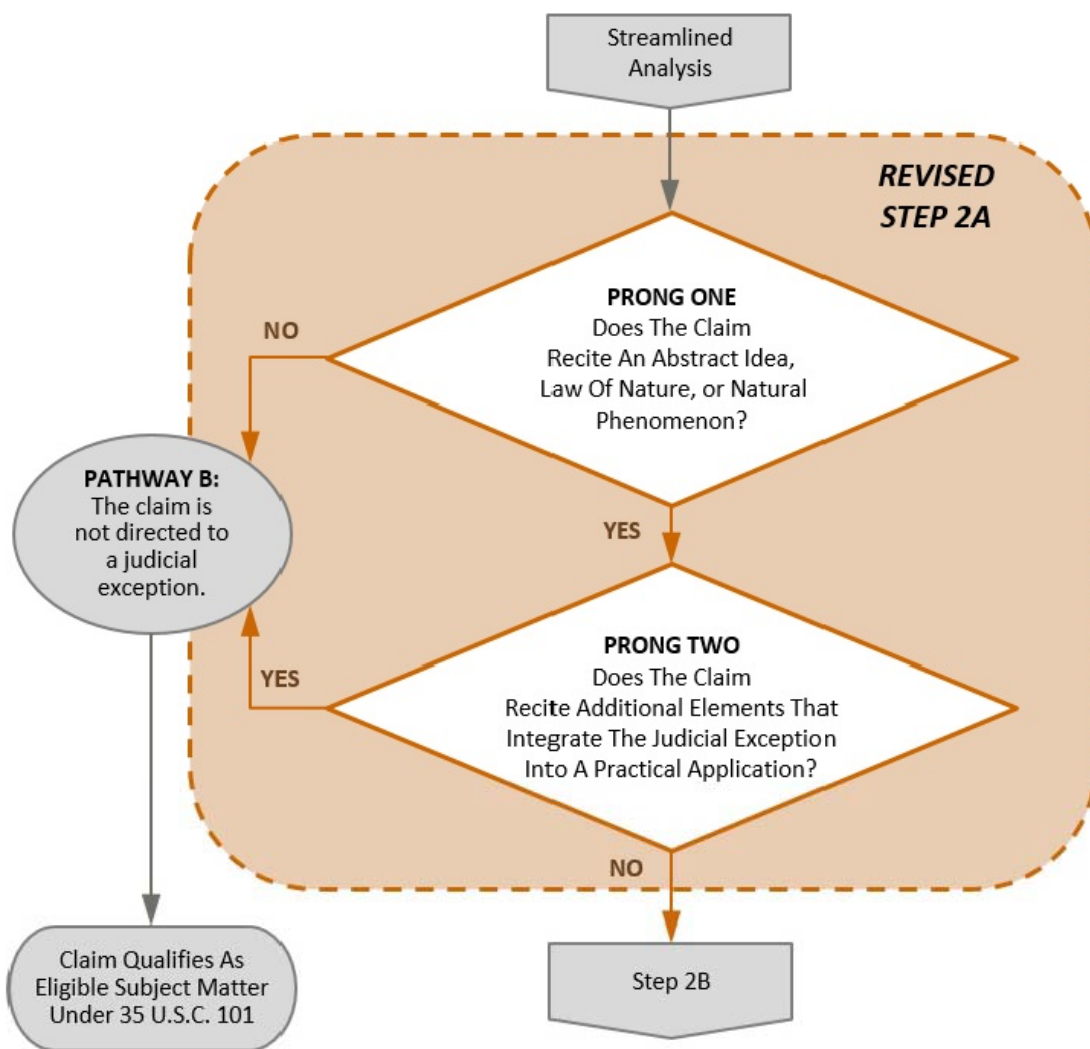 Streamlined
Analysis
REVISED
STEP 2A
PRONG ONE
Does The Claim
Recite An Abstract Idea,
Law Of Nature, or Natural
Phenomenon?
NO
PATHWAY B:
The claim is
not directed to
a judicial
exception.
YES
PRONG TWO
Does The Claim
Recite Additional Elements That
Integrate The Judicial Exception
Into A Practical Application?
YES
NO
Claim Qualifies As
Eligible Subject Matter
Under 35 U.S.C. 101
Step 2B